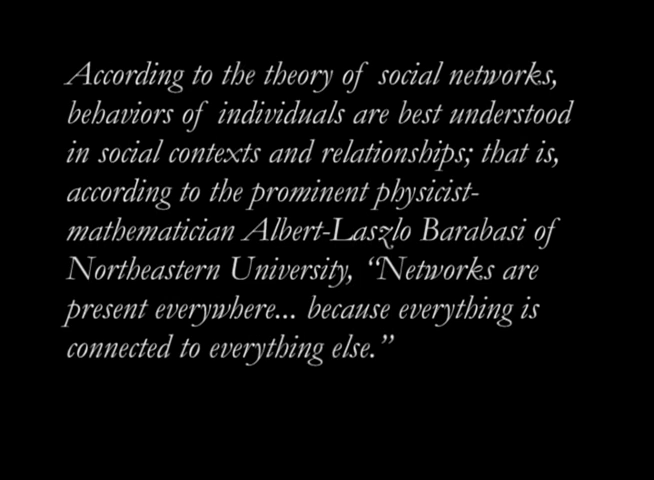 According to the theory of social networks,
behaviors of individuals are best understood
in social contexts and relationships; that is,
according to the prominent physicist-
mathematician Albert-Laszlo Barabasi of
Northeastern University, “Networks are
present everywhere... because everything is
connected to everything else.”